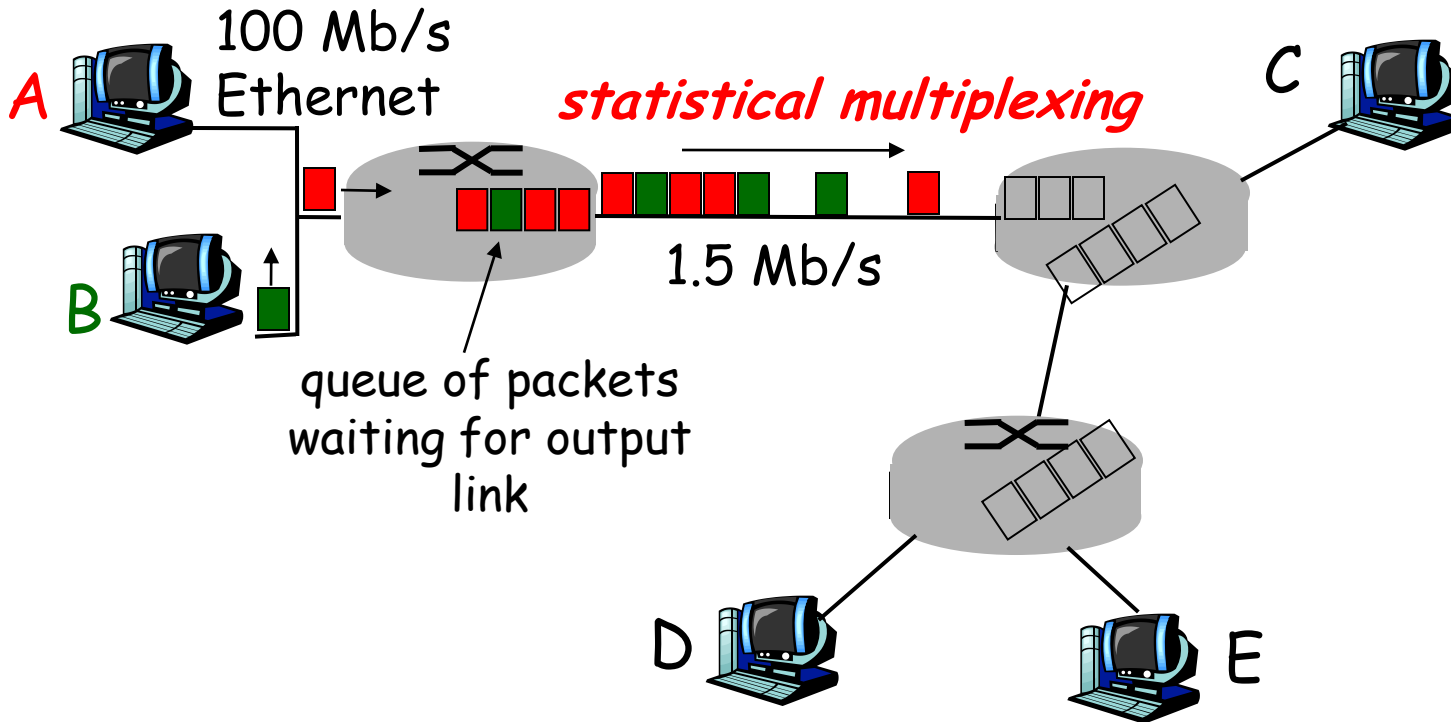 100 Mb/s
Ethernet
A
statistical multiplexing
C
B
1.5 Mb/s
queue of packets
waiting for output
link
D
E